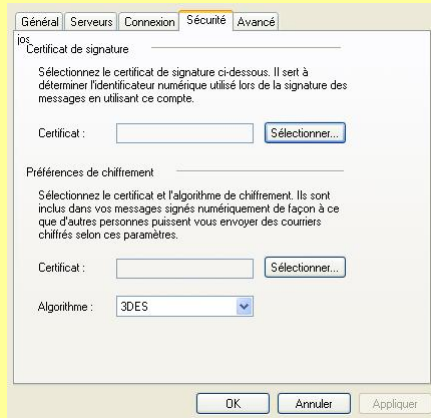 Général Serveurs Connexion Sécurité Avancé
jos
Certificat de signature
Sélectionnez le certificat de signature ci-dessous. Il sert à
déterminer l'identificateur numérique utilisé lors de la signature des
messages en utilisant ce compte.
Certificat : Sélectionner...
Préférences de chiffrement
Sélectionnez le certificat et l'algorithme de chiffrement. Ils sont
inclus dans vos messages signés numériquement de façon à ce
que d'autres personnes puissent vous envoyer des courriers
chiffrés selon ces paramètres.
Certificat : Sélectionner...
Algorithme : 3DES
OK Annuler Appliquer